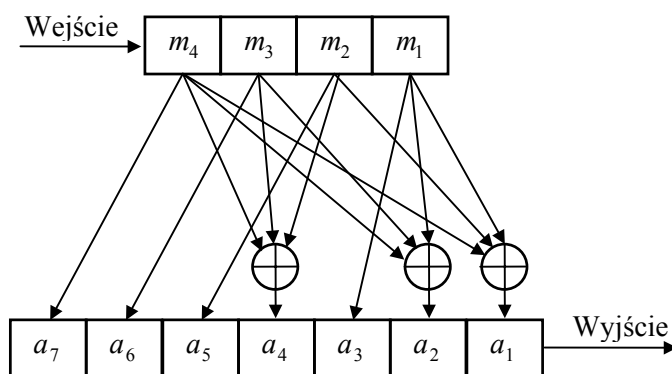 Wejście
m₄ m₃ m₂ m₁
a₇ a₆ a₅ a₄ a₃ a₂ a₁
Wyjście